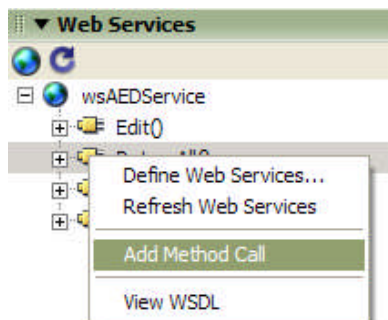 Web Services
wsAEDService
Edit()
Define Web Services...
Refresh Web Services
Add Method Call
View WSDL